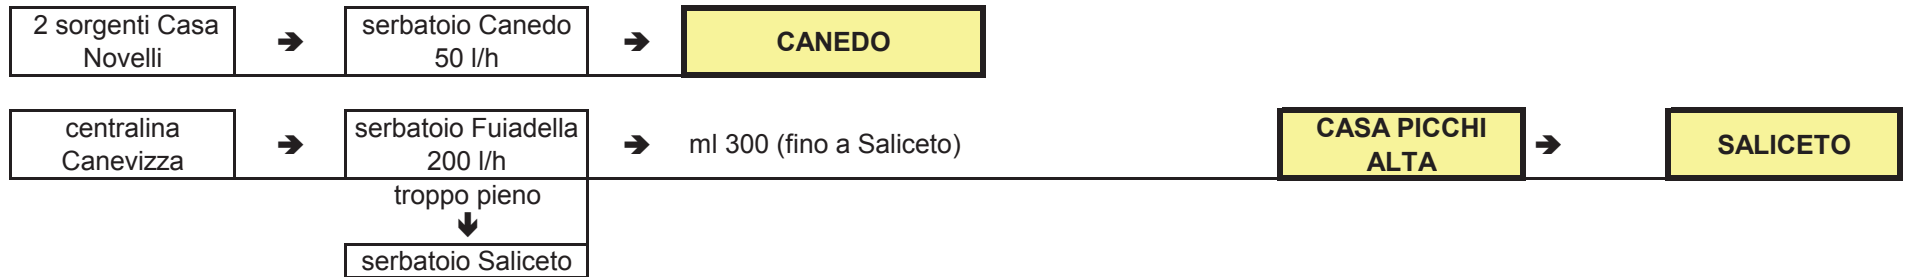 2 sorgenti Casa
Novelli
➔
serbatoio Canedo
50 l/h
➔
CANEDO
centralina
Canevizza
➔
serbatoio Fuiadella
200 l/h
➔
ml 300 (fino a Saliceto)
CASA PICCHI
ALTA
➔
SALICETO
troppo pieno
serbatoio Saliceto